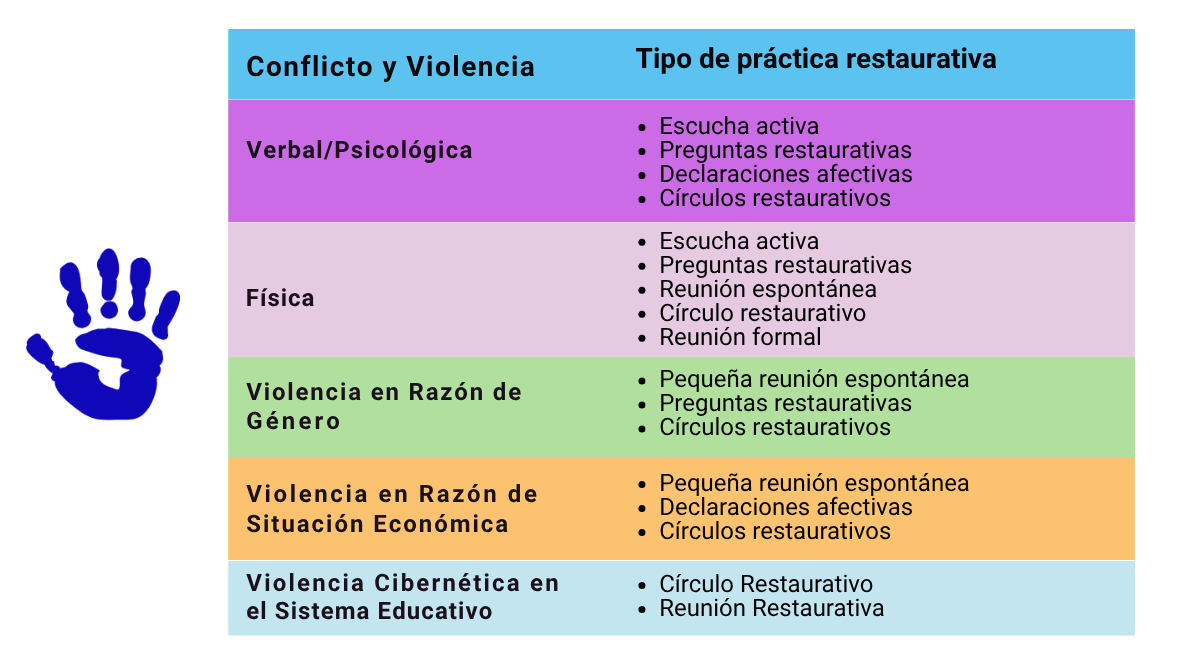 Conflicto y Violencia
Tipo de práctica restaurativa
Verbal/Psicológica
• Escucha activa
• Preguntas restaurativas
• Declaraciones afectivas
• Círculos restaurativos
Física
• Escucha activa
• Preguntas restaurativas
• Reunión espontánea
• Círculo restaurativo
• Reunión formal
Violencia en Razón de
Género
• Pequeña reunión espontánea
• Preguntas restaurativas
• Círculos restaurativos
Violencia en Razón de
Situación Económica
• Pequeña reunión espontánea
• Declaraciones afectivas
• Círculos restaurativos
Violencia Cibernética en
el Sistema Educativo
• Círculo Restaurativo
• Reunión Restaurativa